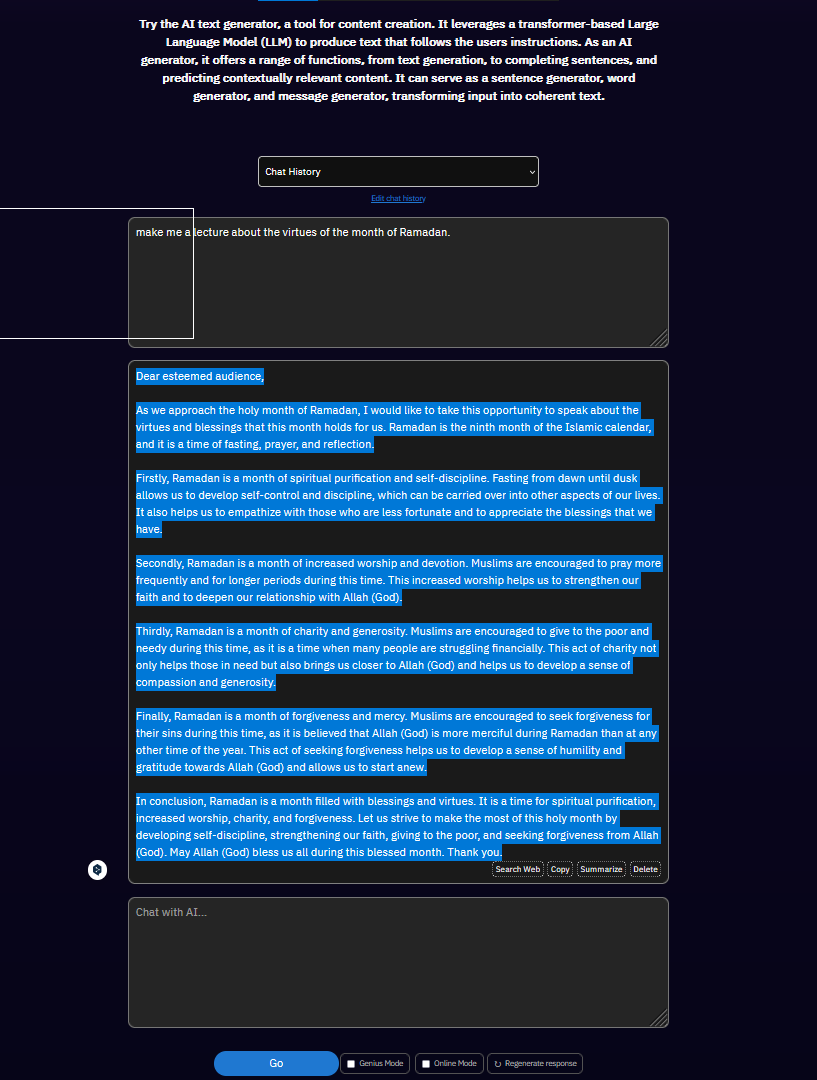 Try the AI text generator, a tool for content creation. It leverages a transformer-based Large
Language Model (LLM) to produce text that follows the users instructions. As an AI
generator, it offers a range of functions, from text generation, to completing sentences, and
predicting contextually relevant content. It can serve as a sentence generator, word
generator, and message generator, transforming input into coherent text.
Chat History
Edit chat history
make me a lecture about the virtues of the month of Ramadan.
Dear esteemed audience,
As we approach the holy month of Ramadan, I would like to take this opportunity to speak about the
virtues and blessings that this month holds for us. Ramadan is the ninth month of the Islamic calendar,
and it is a time of fasting, prayer, and reflection.
Firstly, Ramadan is a month of spiritual purification and self-discipline. Fasting from dawn until dusk
allows us to develop self-control and discipline, which can be carried over into other aspects of our lives.
It also helps us to empathize with those who are less fortunate and to appreciate the blessings that we
have.
Secondly, Ramadan is a month of increased worship and devotion. Muslims are encouraged to pray more
frequently and for longer periods during this time. This increased worship helps us to strengthen our
faith and to deepen our relationship with Allah (God).
Thirdly, Ramadan is a month of charity and generosity. Muslims are encouraged to give to the poor and
needy during this time, as it is a time when many people are struggling financially. This act of charity not
only helps those in need but also brings us closer to Allah (God) and helps us to develop a sense of
compassion and generosity.
Finally, Ramadan is a month of forgiveness and mercy. Muslims are encouraged to seek forgiveness for
their sins during this time, as it is believed that Allah (God) is more merciful during Ramadan than at any
other time of the year. This act of seeking forgiveness helps us to develop a sense of humility and
gratitude towards Allah (God) and allows us to start anew.
In conclusion, Ramadan is a month filled with blessings and virtues. It is a time for spiritual purification,
increased worship, charity, and forgiveness. Let us strive to make the most of this holy month by
developing self-discipline, strengthening our faith, giving to the poor, and seeking forgiveness from Allah
(God). May Allah (God) bless us all during this blessed month. Thank you.
Search Web Copy Summarize Delete
Chat with AI...
Go Genius Mode Online Mode Regenerate response